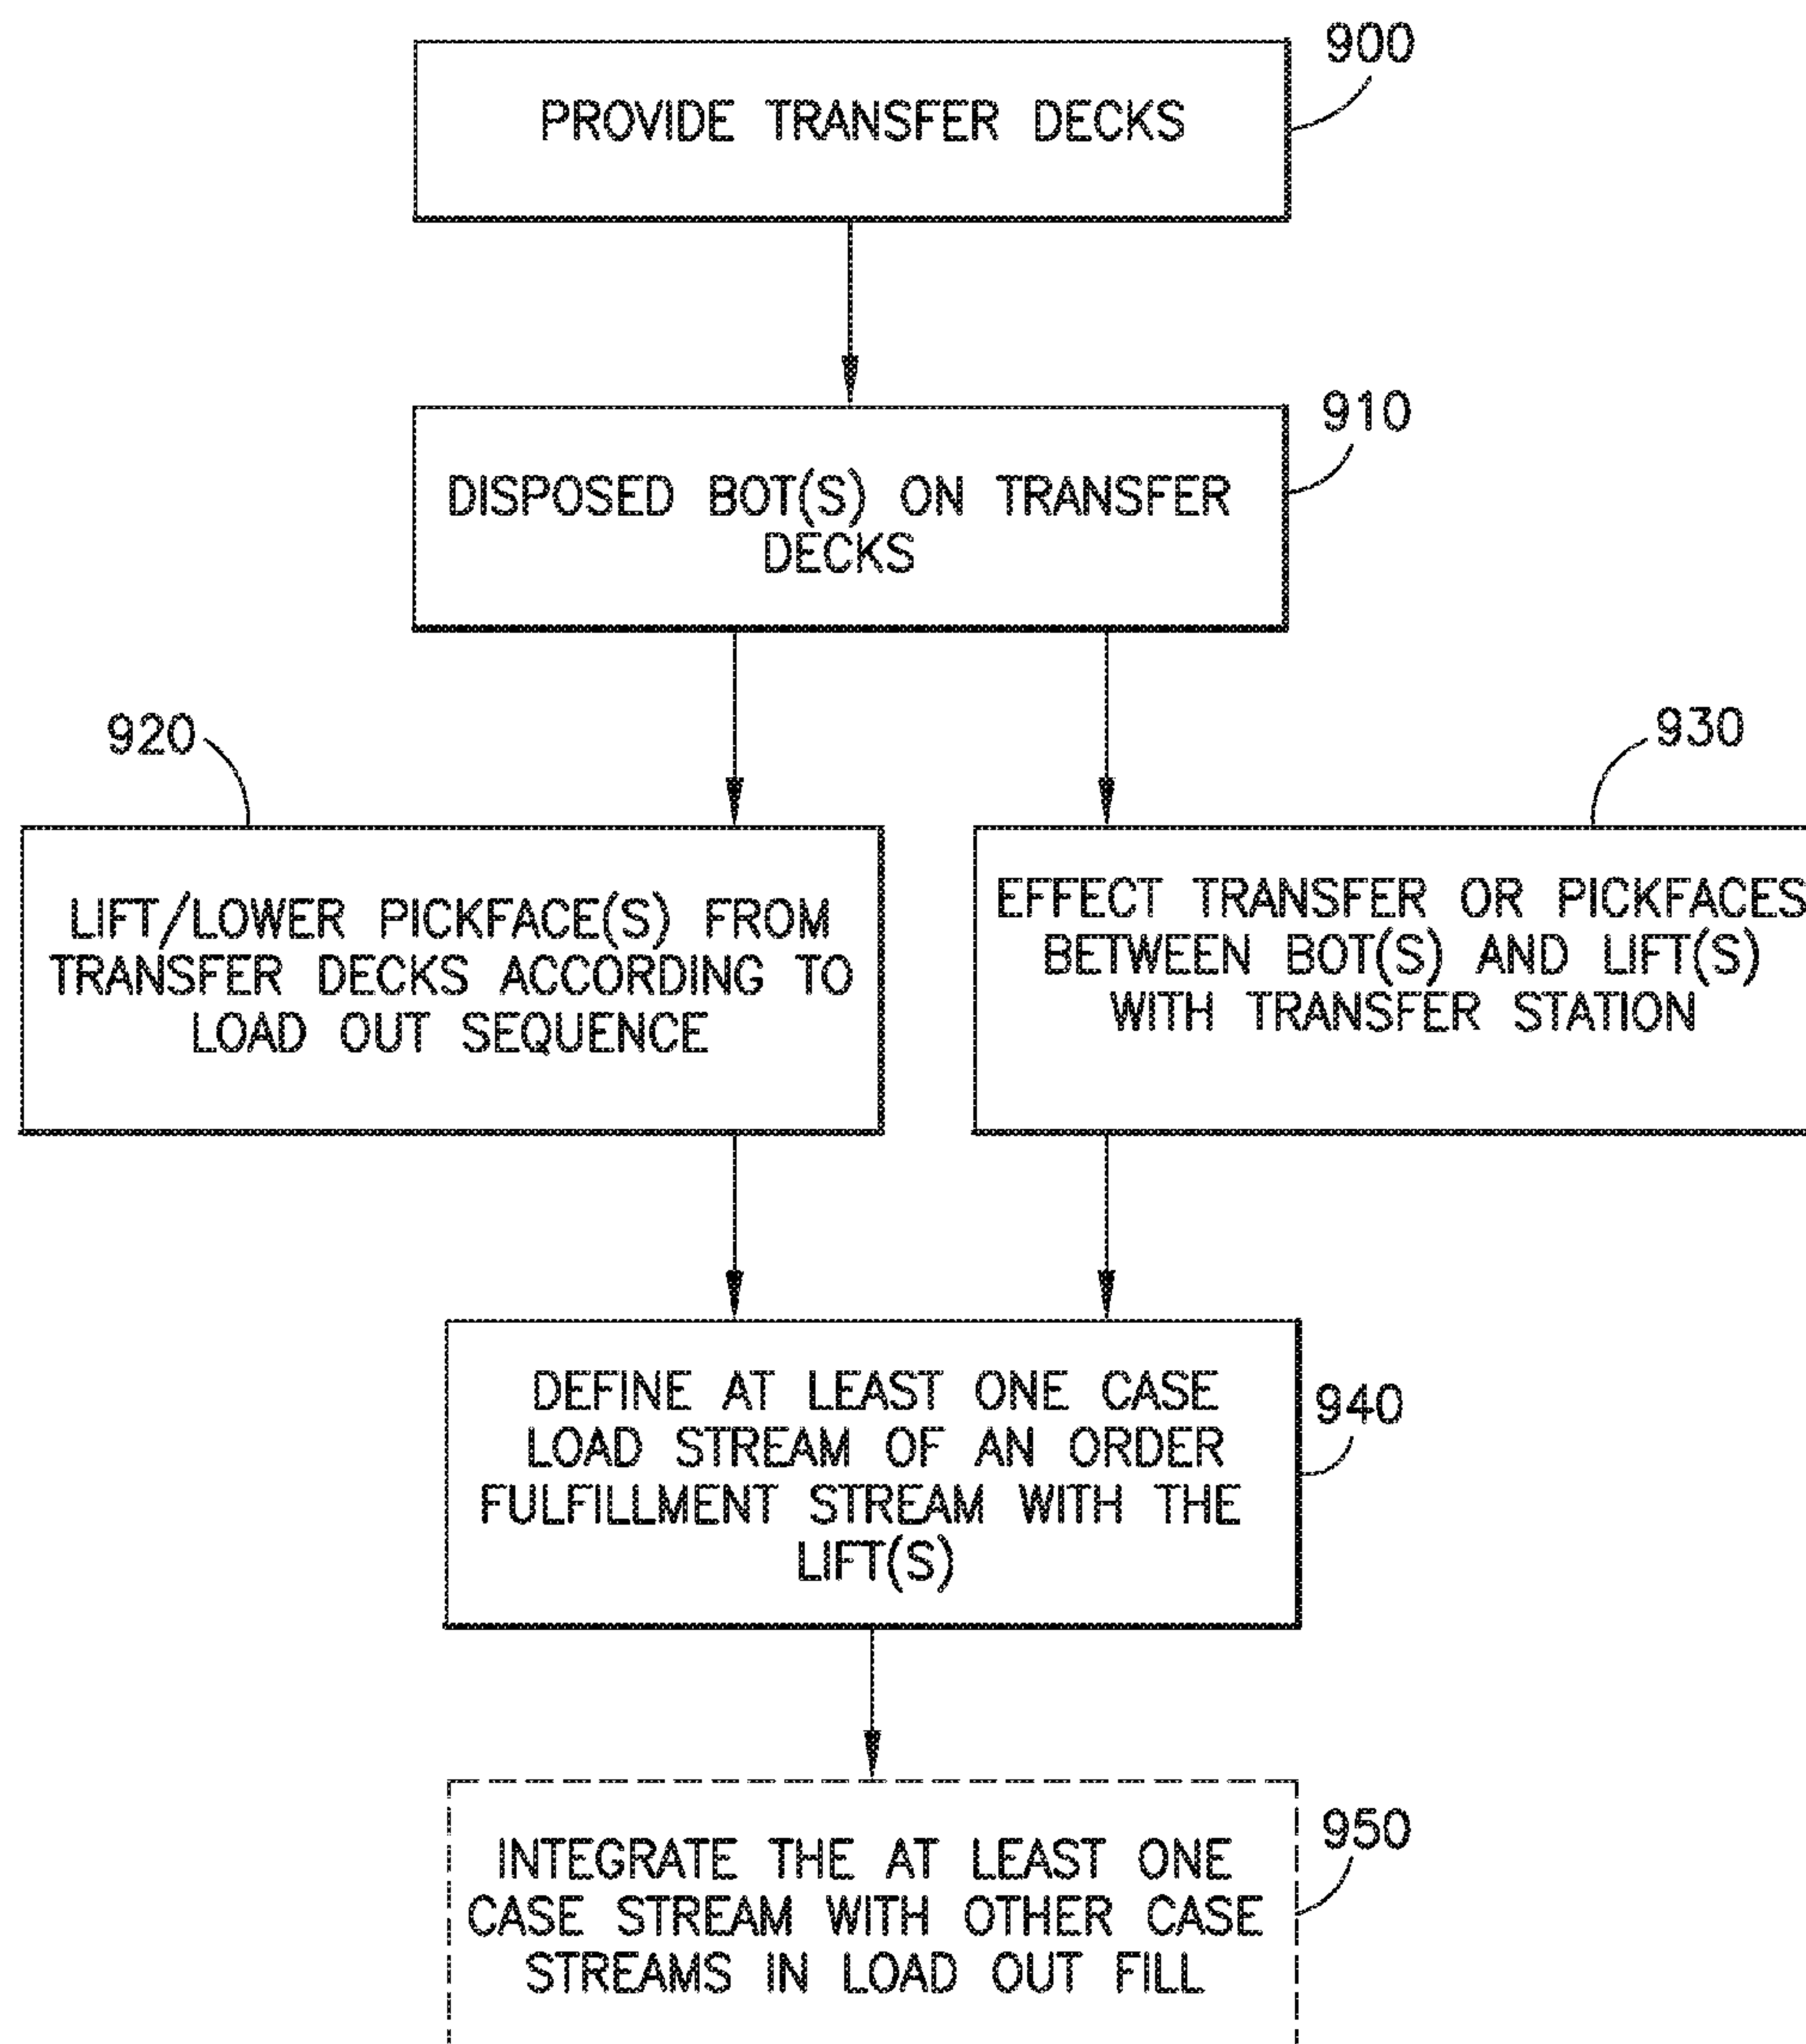 900
PROVIDE TRANSFER DECKS
910
DISPOSED BOT(S) ON TRANSFER
DECKS
920
930
LIFT/LOWER PICKFACE(S) FROM
TRANSFER DECKS ACCORDING TO
LOAD OUT SEQUENCE
EFFECT TRANSFER OR PICKFACES
BETWEEN BOT(S) AND LIFT(S)
WITH TRANSFER STATION
DEFINE AT LEAST ONE CASE
LOAD STREAM OF AN ORDER
FULFILLMENT STREAM WITH THE
LIFT(S)
940
INTEGRATE THE AT LEAST ONE
CASE STREAM WITH OTHER CASE
STREAMS IN LOAD OUT FILL
950